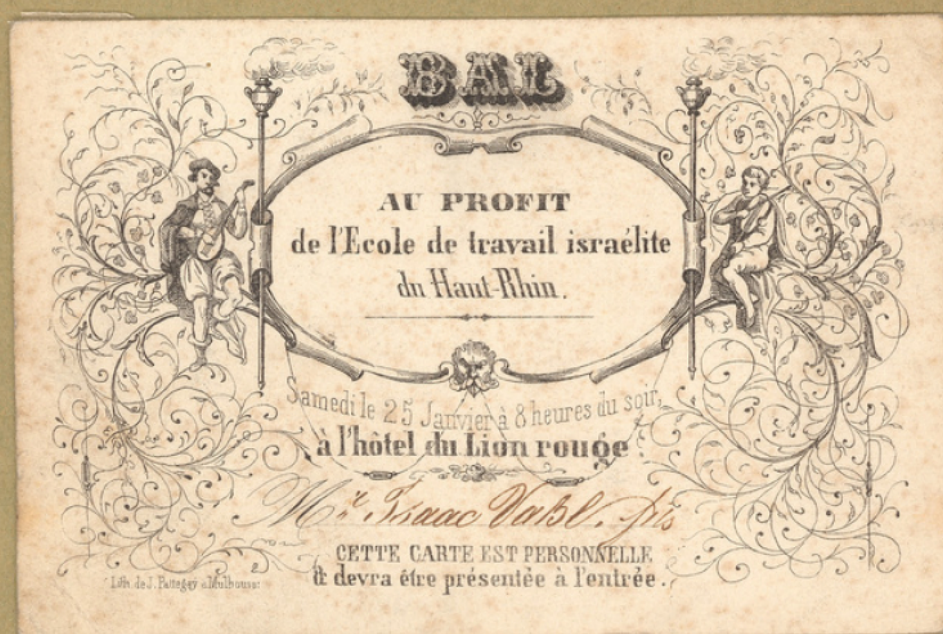 BAL
AU PROFIT
de l'Ecole de travail israélite
du Haut-Rhin.
Samedi le 25 Janvier à 8 heures du soir,
à l'hôtel du Lion rouge
Mr. Isaac Wahl. fils
CETTE CARTE EST PERSONNELLE
& devra être présentée à l'entrée.
Lith. de J. Pattegay à Mulhouse